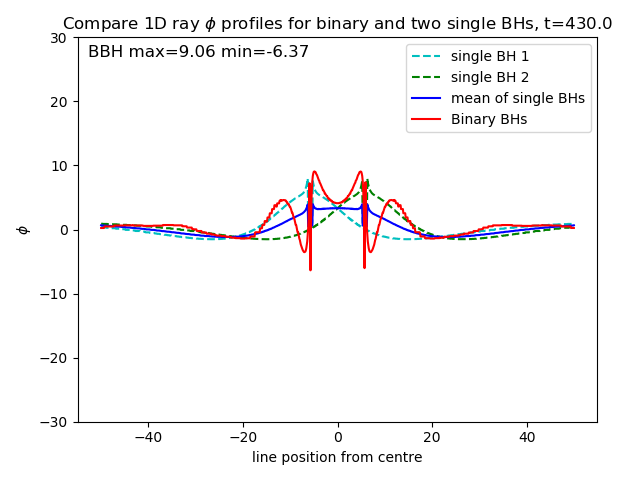 Compare 1D ray ϕ profiles for binary and two single BHs, t=430.0
BBH max=9.06 min=-6.37
single BH 1
single BH 2
mean of single BHs
Binary BHs
30
20
10
0
−10
−20
−30
ϕ
−40
−20
0
20
40
line position from centre